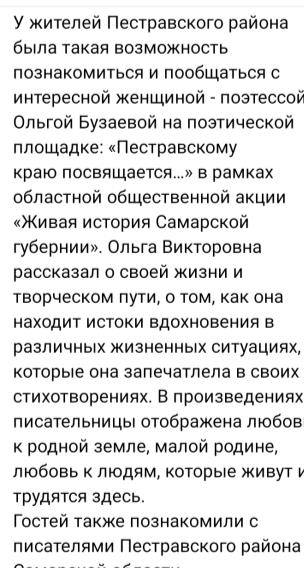 У жителей Пестравского района
была такая возможность
познакомиться и пообщаться с
интересной женщиной - поэтессой
Ольгой Бузаевой на поэтической
площадке: «Пестравскому
краю посвящается...» в рамках
областной общественной акции
«Живая история Самарской
губернии». Ольга Викторовна
рассказал о своей жизни и
творческом пути, о том, как она
находит истоки вдохновения в
различных жизненных ситуациях,
которые она запечатлела в своих
стихотворениях. В произведениях
писательницы отображена любов
к родной земле, малой родине,
любовь к людям, которые живут и
трудятся здесь.
Гостей также познакомили с
писателями Пестравского района
Самарской области